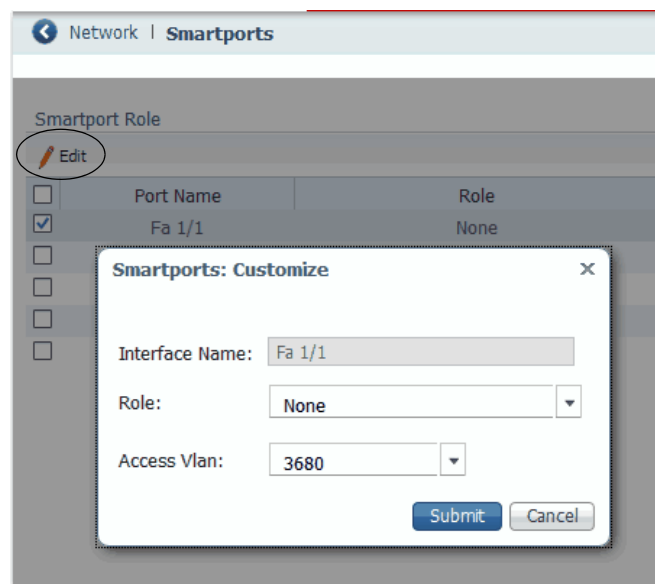 Network | Smartports
Smartport Role
Edit
Port Name Role
Fa 1/1 None
Smartports: Customize x
Interface Name: Fa 1/1
Role: None
Access Vlan: 3680
Submit Cancel